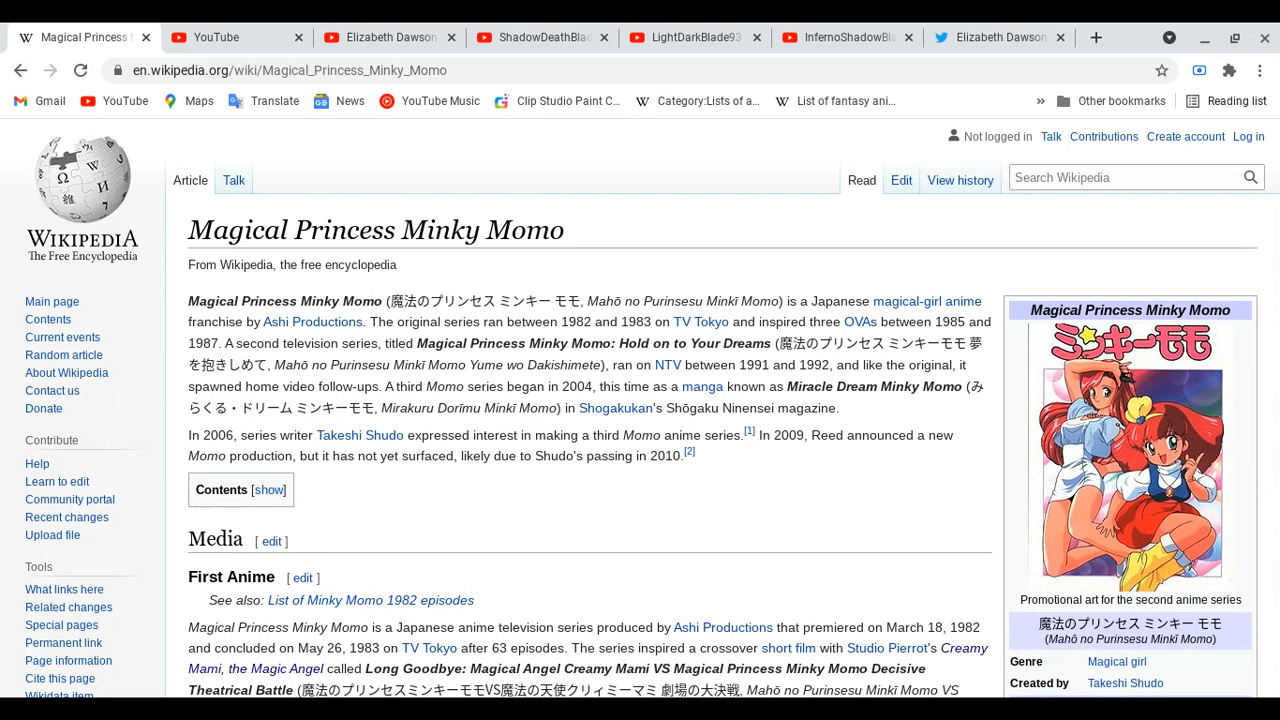 Magical Princess
YouTube
Elizabeth Dawson
ShadowDeathBlad
LightDarkBlade93
InfernoShadowBla
Elizabeth Dawson
en.wikipedia.org/wiki/Magical_Princess_Minky_Momo
Gmail
YouTube
Maps
Translate
News
YouTube Music
Clip Studio Paint C...
Category:Lists of a...
List of fantasy ani...
»
Other bookmarks
Reading list
Not logged in Talk Contributions Create account Log in
Article Talk
Read Edit View history
Search Wikipedia
WIKIPEDIA
The Free Encyclopedia
Main page
Contents
Current events
Random article
About Wikipedia
Contact us
Donate
Contribute
Help
Learn to edit
Community portal
Recent changes
Upload file
Tools
What links here
Related changes
Special pages
Permanent link
Page information
Cite this page
Wikidata item
Magical Princess Minky Momo
From Wikipedia, the free encyclopedia
Magical Princess Minky Momo (魔法のプリンセス ミンキー モモ, Mahō no Purinsesu Minkī Momo) is a Japanese magical-girl anime
franchise by Ashi Productions. The original series ran between 1982 and 1983 on TV Tokyo and inspired three OVAs between 1985 and
1987. A second television series, titled Magical Princess Minky Momo: Hold on to Your Dreams (魔法のプリンセス ミンキーモモ 夢
を抱きしめて, Mahō no Purinsesu Minkī Momo Yume wo Dakishimete), ran on NTV between 1991 and 1992, and like the original, it
spawned home video follow-ups. A third Momo series began in 2004, this time as a manga known as Miracle Dream Minky Momo (み
らくる・ドリーム ミンキーモモ, Mirakuru Dorīmu Minkī Momo) in Shogakukan's Shōgaku Ninensei magazine.
In 2006, series writer Takeshi Shudo expressed interest in making a third Momo anime series.[1] In 2009, Reed announced a new
Momo production, but it has not yet surfaced, likely due to Shudo's passing in 2010.[2]
Contents [show]
Media [ edit ]
First Anime [ edit ]
See also: List of Minky Momo 1982 episodes
Magical Princess Minky Momo is a Japanese anime television series produced by Ashi Productions that premiered on March 18, 1982
and concluded on May 26, 1983 on TV Tokyo after 63 episodes. The series inspired a crossover short film with Studio Pierrot's Creamy
Mami, the Magic Angel called Long Goodbye: Magical Angel Creamy Mami VS Magical Princess Minky Momo Decisive
Theatrical Battle (魔法のプリンセスミンキーモモVS魔法の天使クリィミーマミ 劇場の大決戦, Mahō no Purinsesu Minkī Momo VS
Magical Princess Minky Momo
ミンキーモモ
Promotional art for the second anime series
魔法のプリンセス ミンキー モモ
(Mahō no Purinsesu Minkī Momo)
Genre Magical girl
Created by Takeshi Shudo